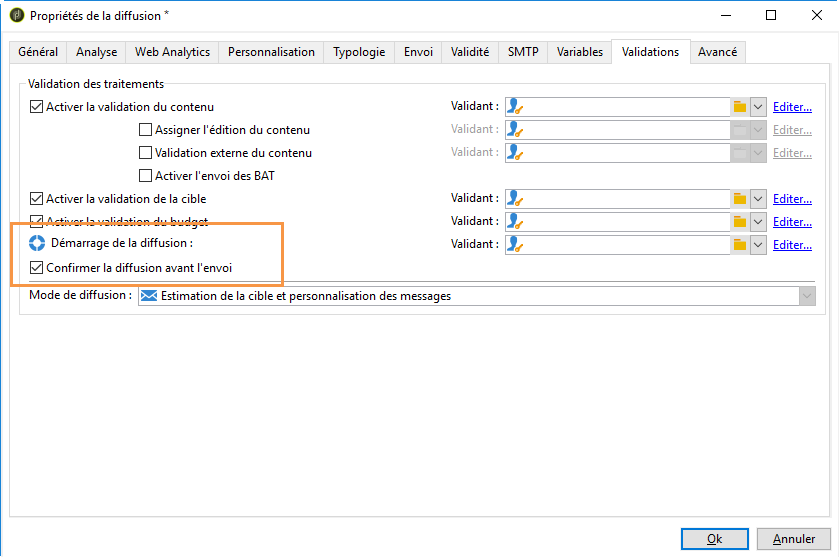 Propriétés de la diffusion *
Général Analyse Web Analytics Personnalisation Typologie Envoi Validité SMTP Variables Validations Avancé
Validation des traitements
Activer la validation du contenu Validant : Editer...
Assigner l'édition du contenu Validant : Editer...
Validation externe du contenu Validant : Editer...
Activer l'envoi des BAT
Activer la validation de la cible Validant : Editer...
Activer la validation du budget Validant : Editer...
Démarrage de la diffusion : Validant : Editer...
Confirmer la diffusion avant l'envoi
Mode de diffusion : Estimation de la cible et personnalisation des messages
Ok Annuler